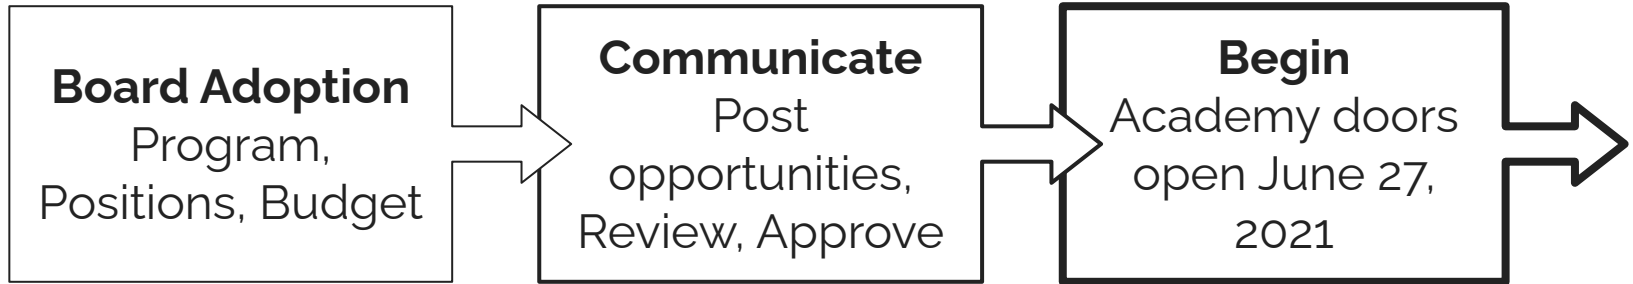 Board Adoption
Program,
Positions, Budget
Communicate
Post
opportunities,
Review, Approve
Begin
Academy doors
open June 27,
2021